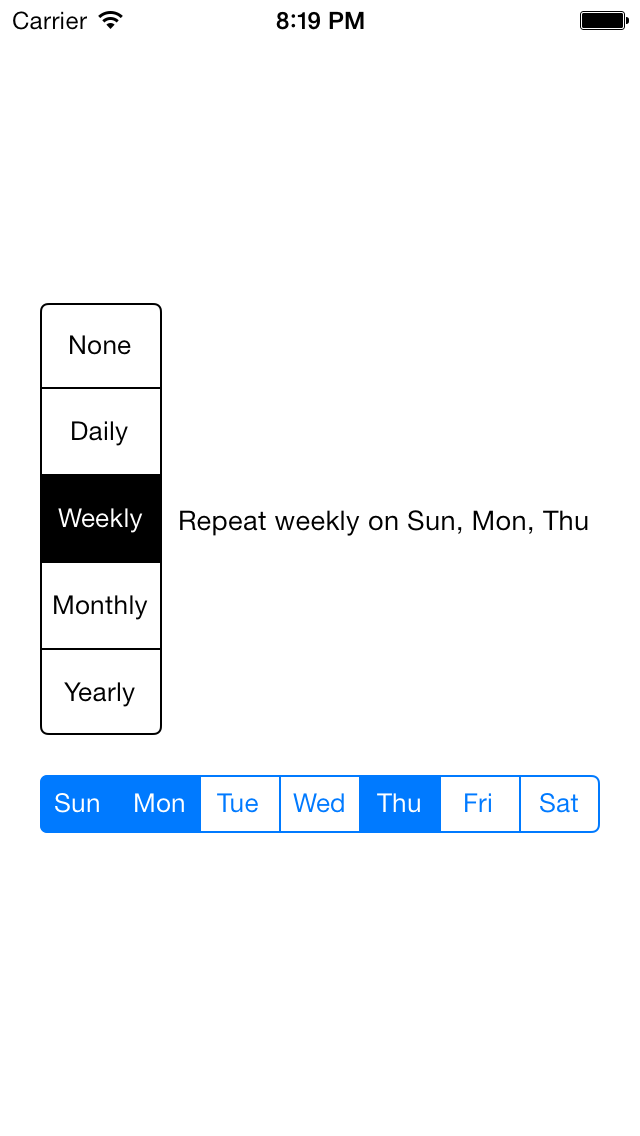 Carrier 8:19 PM
None
Daily
Weekly
Repeat weekly on Sun, Mon, Thu
Monthly
Yearly
Sun Mon Tue Wed Thu Fri Sat